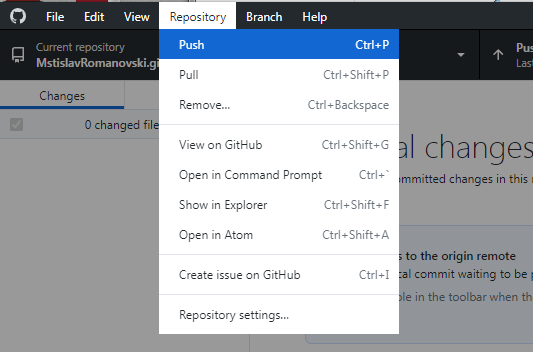 File Edit View Repository Branch Help
Current repository
MstislavRomanovski.gi
Push Ctrl+P
Pull Ctrl+Shift+P
Remove... Ctrl+Backspace
View on GitHub Ctrl+Shift+G
Open in Command Prompt Ctrl+`
Show in Explorer Ctrl+Shift+F
Open in Atom Ctrl+Shift+A
Create issue on GitHub Ctrl+I
Repository settings...
Pus
Last
Changes
0 changed file
al changes
ommitted changes in this r
s to the origin remote
cal commit waiting to be p
ble in the toolbar when th